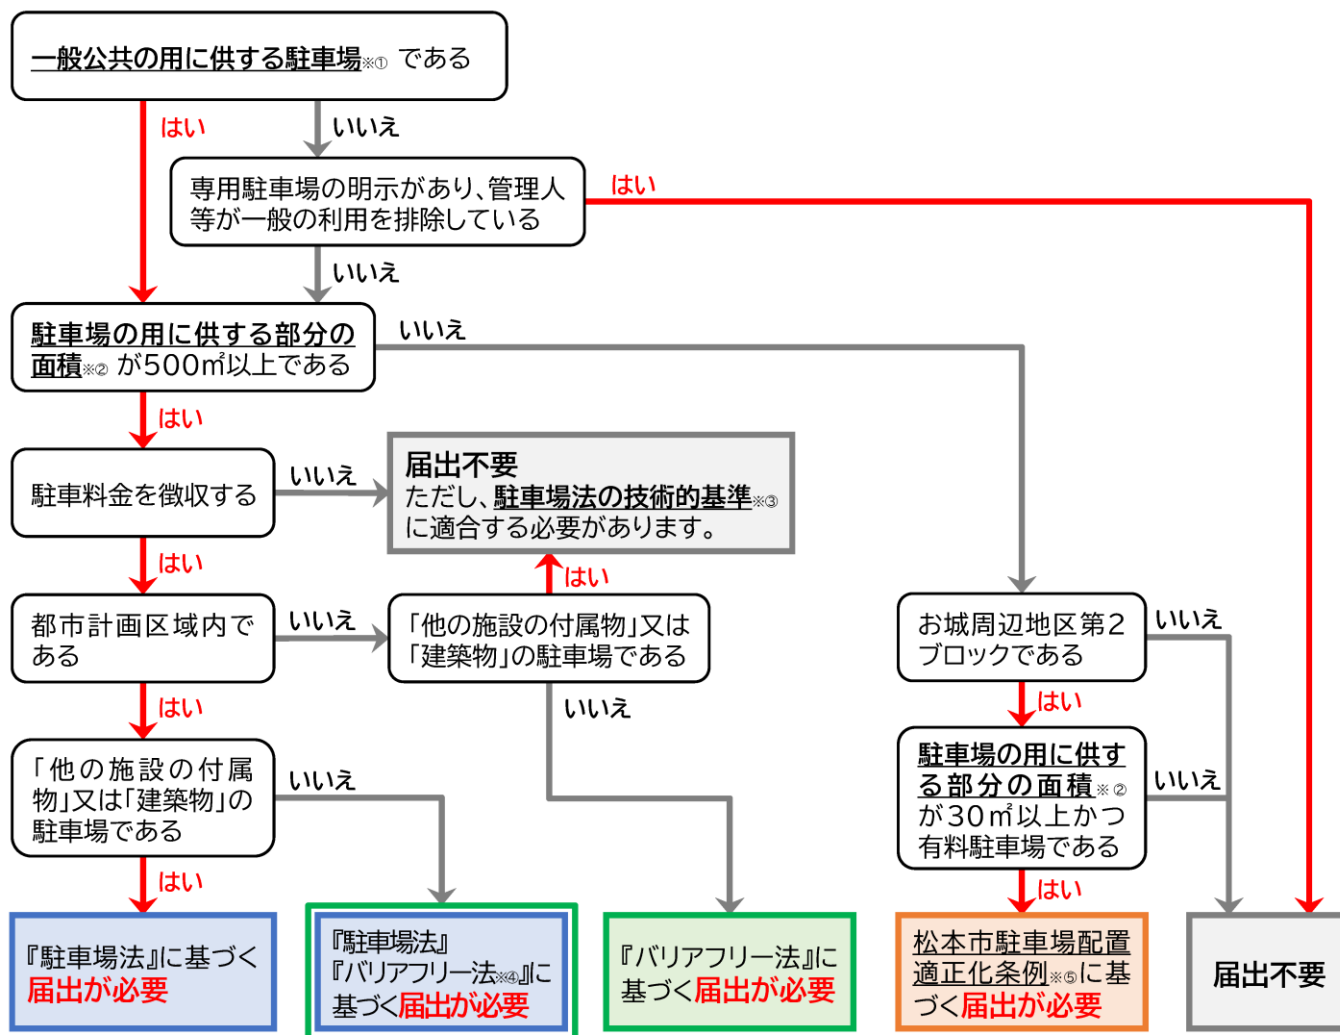 一般公共の用に供する駐車場※① である
はい
いいえ
専用駐車場の明示があり、管理人
等が一般の利用を排除している
はい
いいえ
駐車場の用に供する部分の
面積※② が500㎡以上である
いいえ
はい
駐車料金を徴収する
いいえ
届出不要
ただし、駐車場法の技術的基準※③
に適合する必要があります。
はい
はい
都市計画区域内で
ある
いいえ
「他の施設の付属物」又は
「建築物」の駐車場である
お城周辺地区第2
ブロックである
いいえ
はい
いいえ
はい
「他の施設の付属
物」又は「建築物」の
駐車場である
いいえ
駐車場の用に供す
る部分の面積※②
が30㎡以上かつ
有料駐車場である
いいえ
はい
はい
『駐車場法』に基づく
届出が必要
『駐車場法』
『バリアフリー法※④』に
基づく届出が必要
『バリアフリー法』に
基づく届出が必要
松本市駐車場配置
適正化条例※⑤に基
づく届出が必要
届出不要